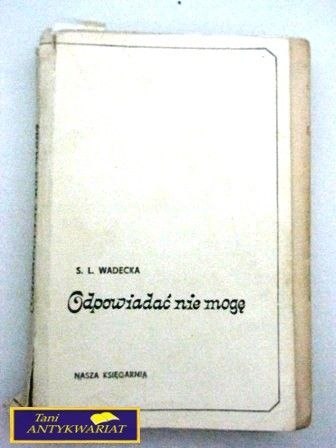 S. L. WADECKA
Odpowiadać nie mogę
NASZA KSIĘGARNIA
Tani
ANTYKWARIAT